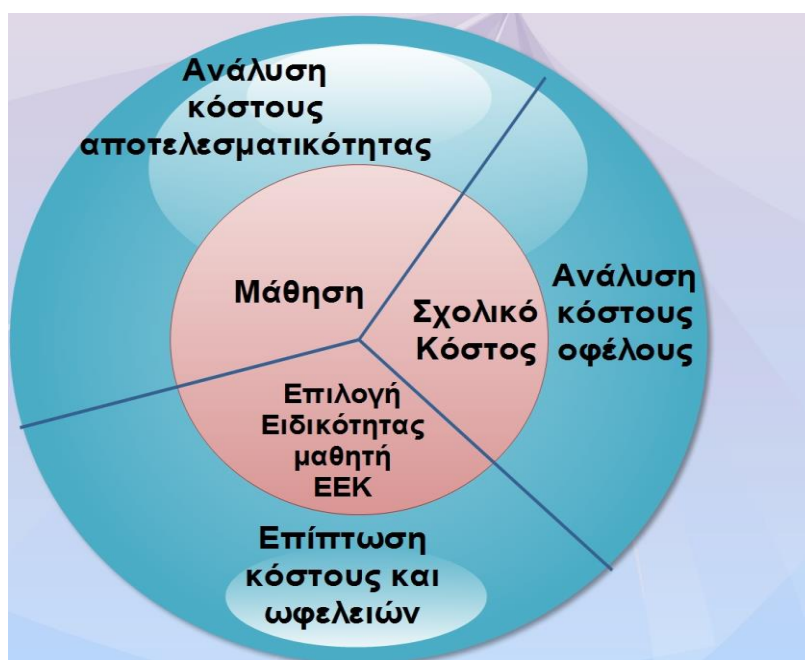 Ανάλυση
κόστους
αποτελεσματικότητας
Μάθηση
Σχολικό
Κόστος
Ανάλυση
κόστους
οφέλους
Επιλογή
Ειδικότητας
μαθητή
ΕΕΚ
Επίπτωση
κόστους και
ωφελειών